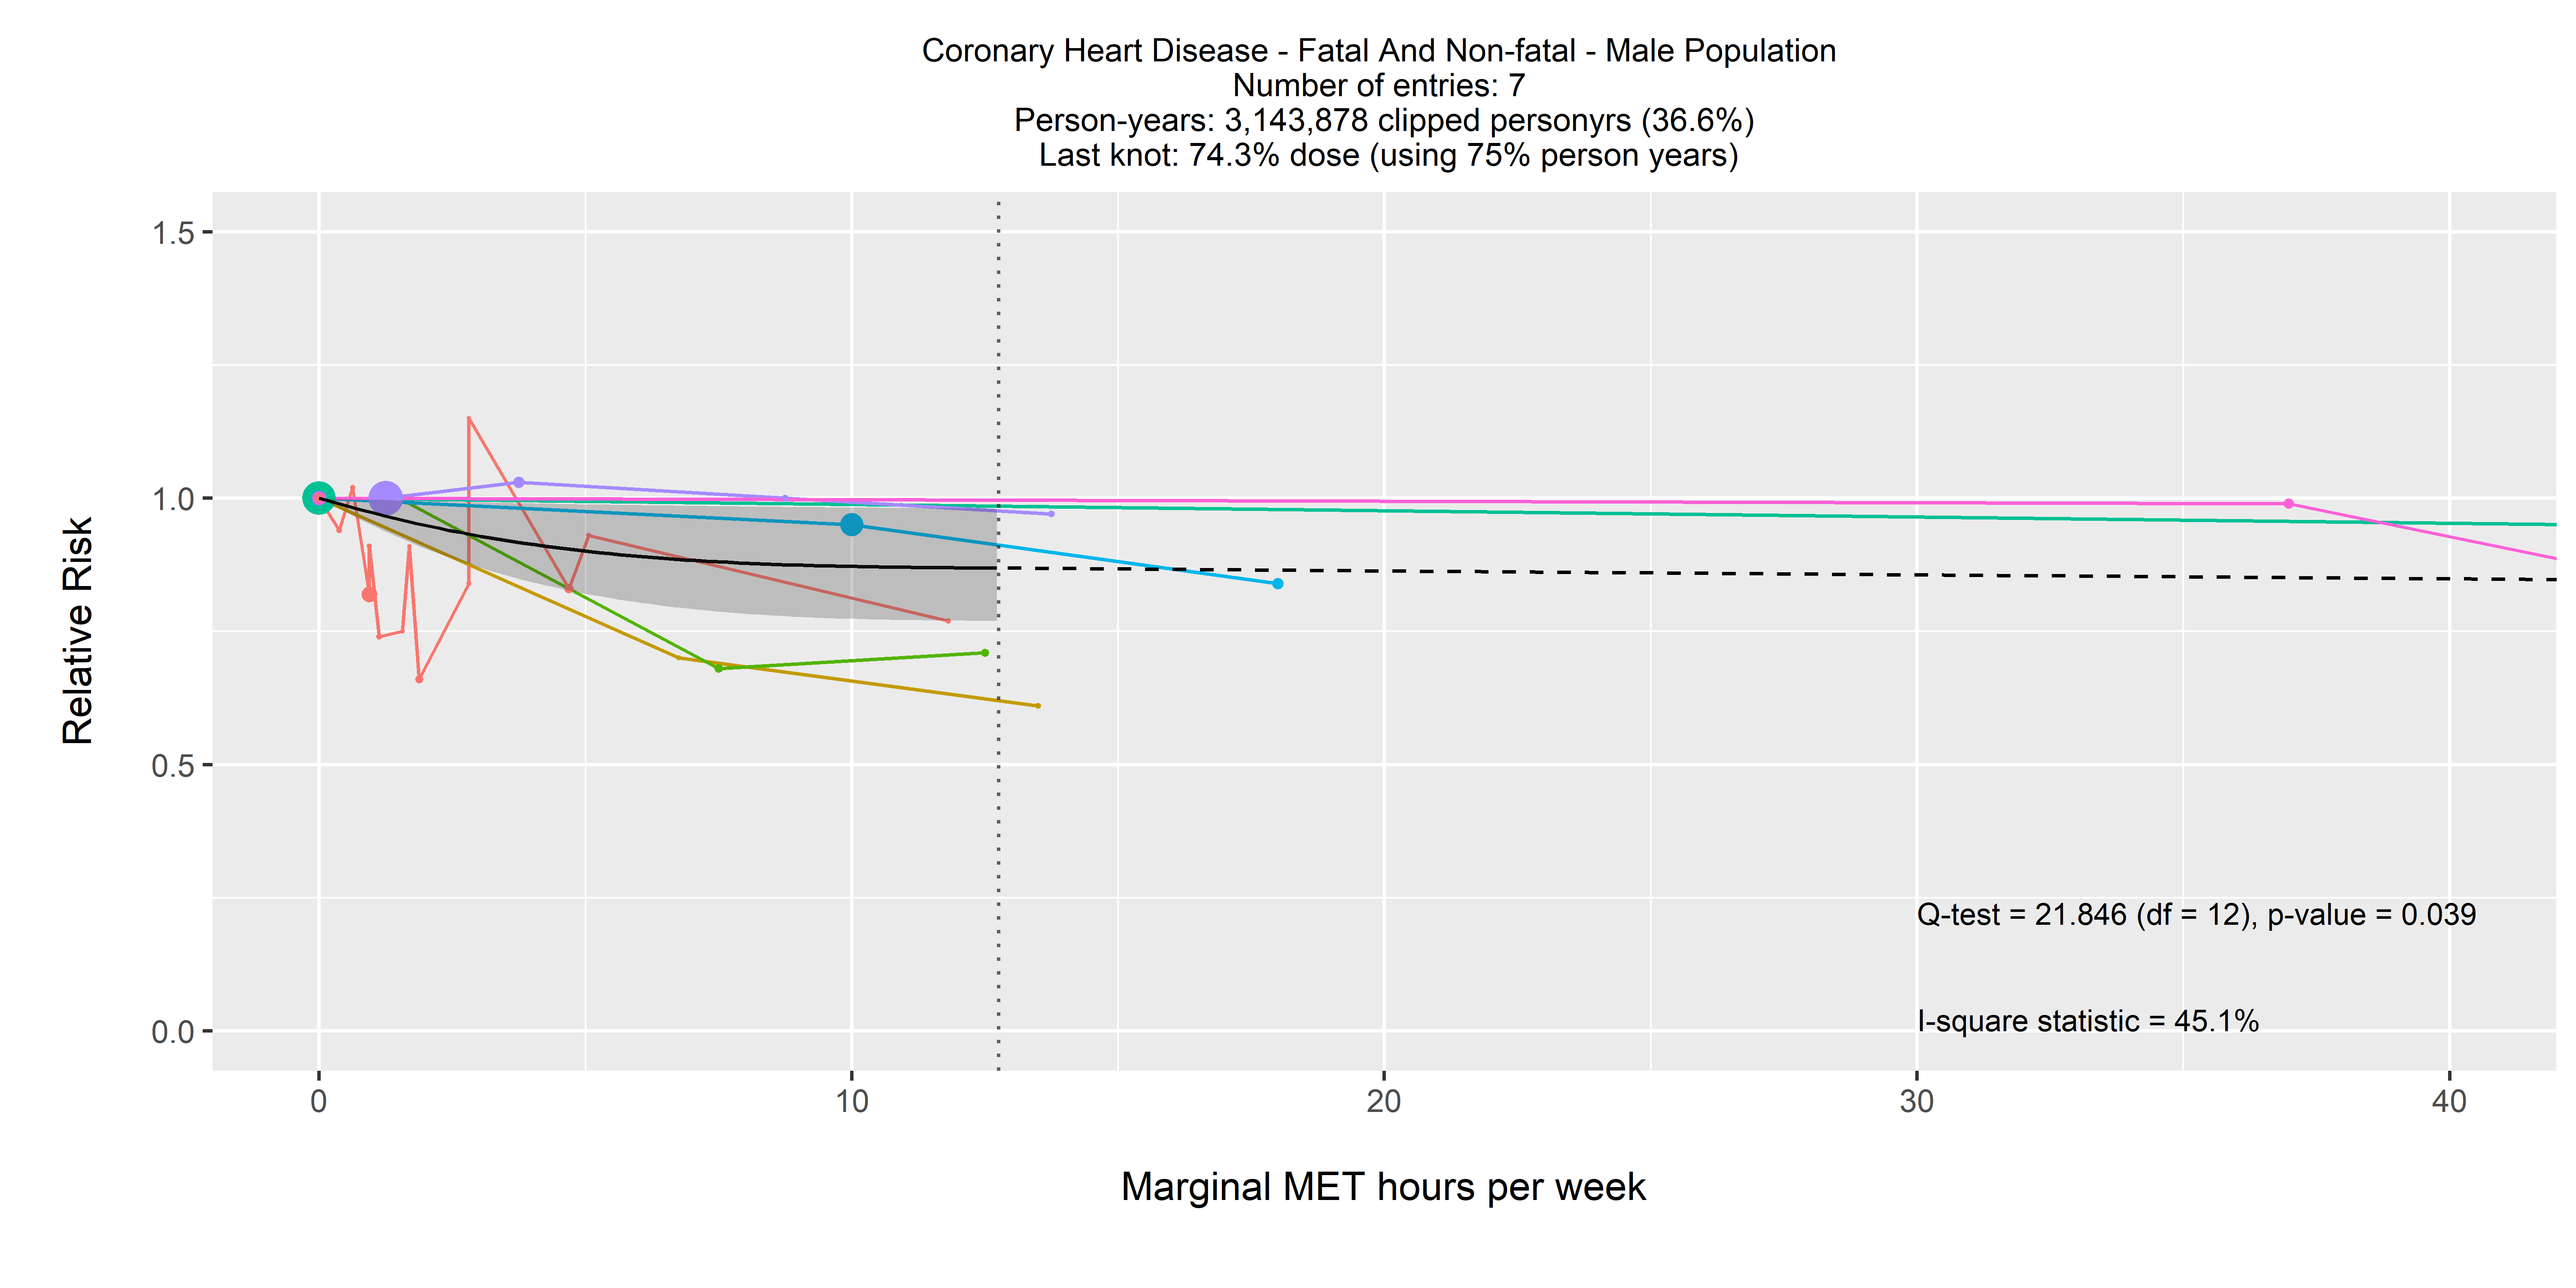 Coronary Heart Disease - Fatal And Non-fatal - Male Population
Number of entries: 7
Person-years: 3,143,878 clipped personyrs (36.6%)
Last knot: 74.3% dose (using 75% person years)
1.5
1.0
0.5
0.0
Relative Risk
Q-test = 21.846 (df = 12), p-value = 0.039
I-square statistic = 45.1%
0 10 20 30 40
Marginal MET hours per week